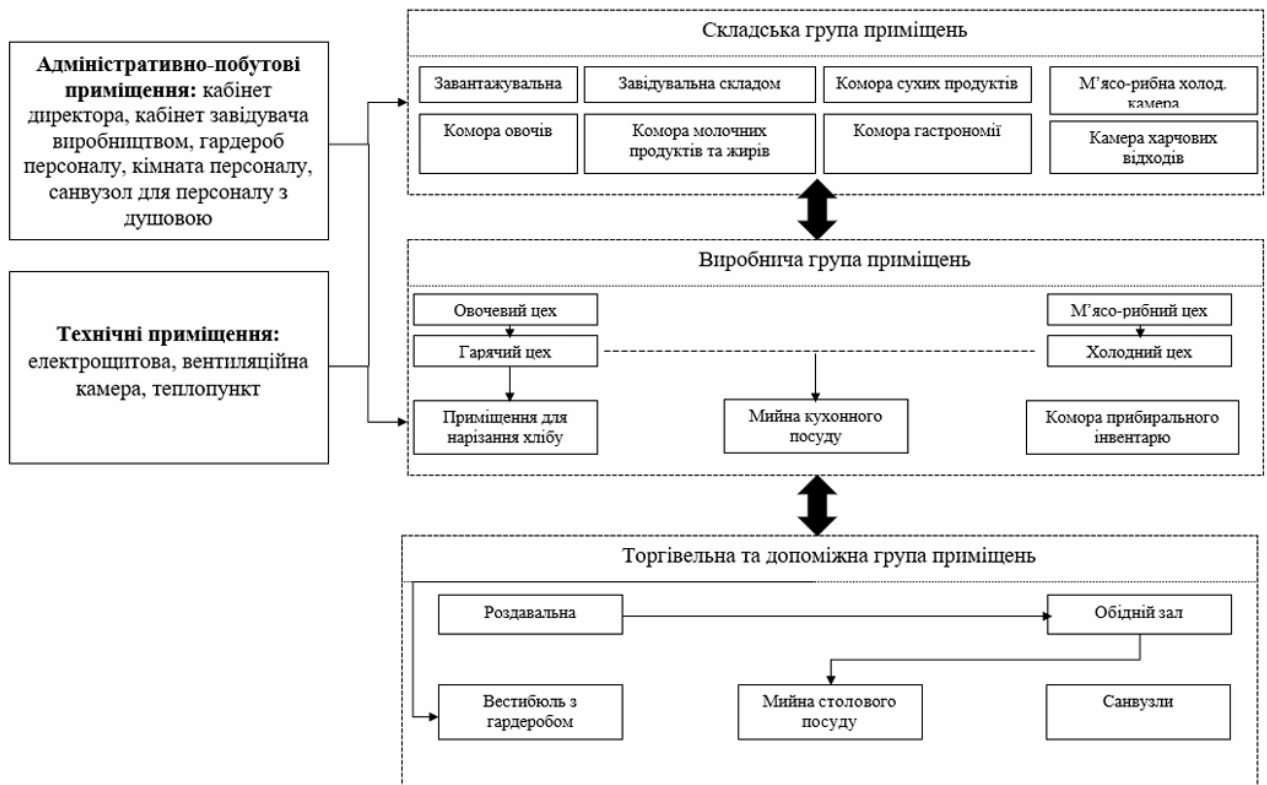 Адміністративно-побутові
приміщення: кабінет
директора, кабінет завідувача
виробництвом, гардероб
персоналу, кімната персоналу,
санвузол для персоналу з
душовою
Технічні приміщення:
електрощитова, вентиляційна
камера, теплопункт
Складська група приміщень
Завантажувальна
Завідувальна складом
Комора сухих продуктів
М’ясо-рибна холод.
камера
Комора овочів
Комора молочних
продуктів та жирів
Комора гастрономії
Камера харчових
відходів
Виробнича група приміщень
Овочевий цех
М’ясо-рибний цех
Гарячий цех
Холодний цех
Приміщення для
нарізання хлібу
Мийна кухонного
посуду
Комора прибирального
інвентарю
Торгівельна та допоміжна група приміщень
Роздавальна
Обідній зал
Вестибюль з
гардеробом
Мийна столового
посуду
Санвузли